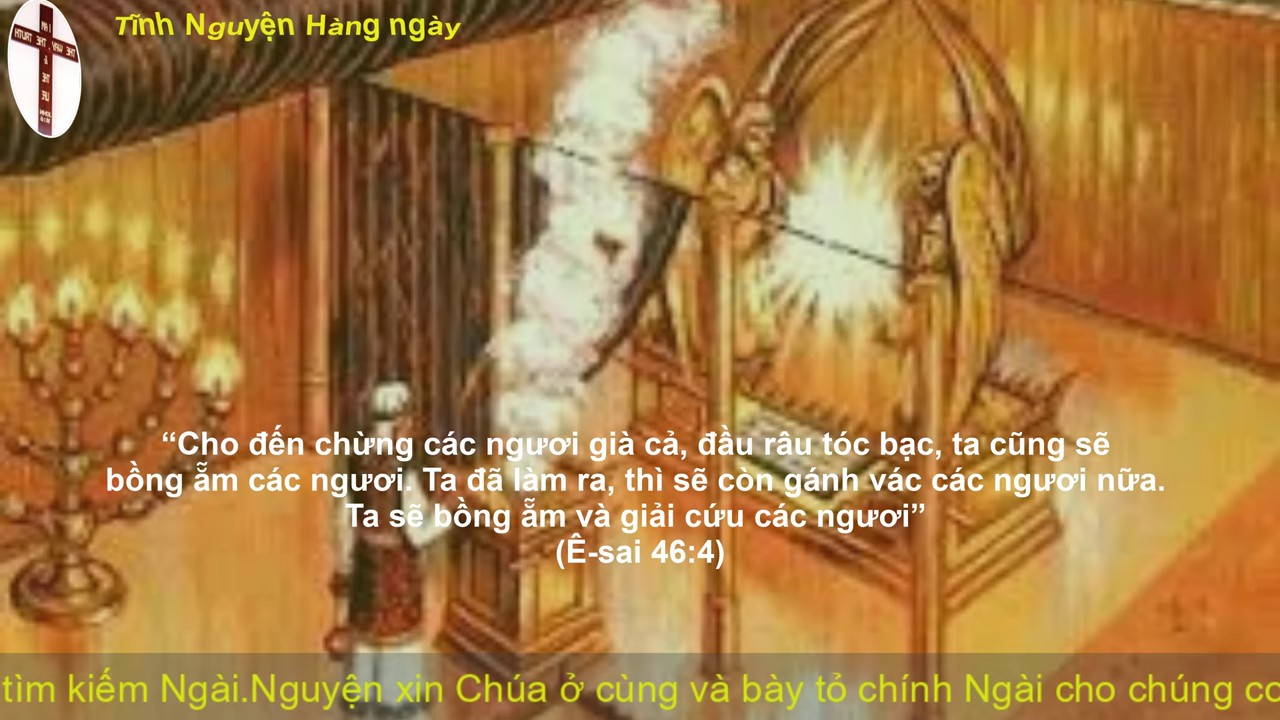 Tĩnh Nguyện Hàng ngày
“Cho đến chừng các ngươi già cả, đầu râu tóc bạc, ta cũng sẽ
bồng ẵm các ngươi. Ta đã làm ra, thì sẽ còn gánh vác các ngươi nữa.
Ta sẽ bồng ẵm và giải cứu các ngươi”
(Ê-sai 46:4)
tìm kiếm Ngài.Nguyện xin Chúa ở cùng và bày tỏ chính Ngài cho chúng co